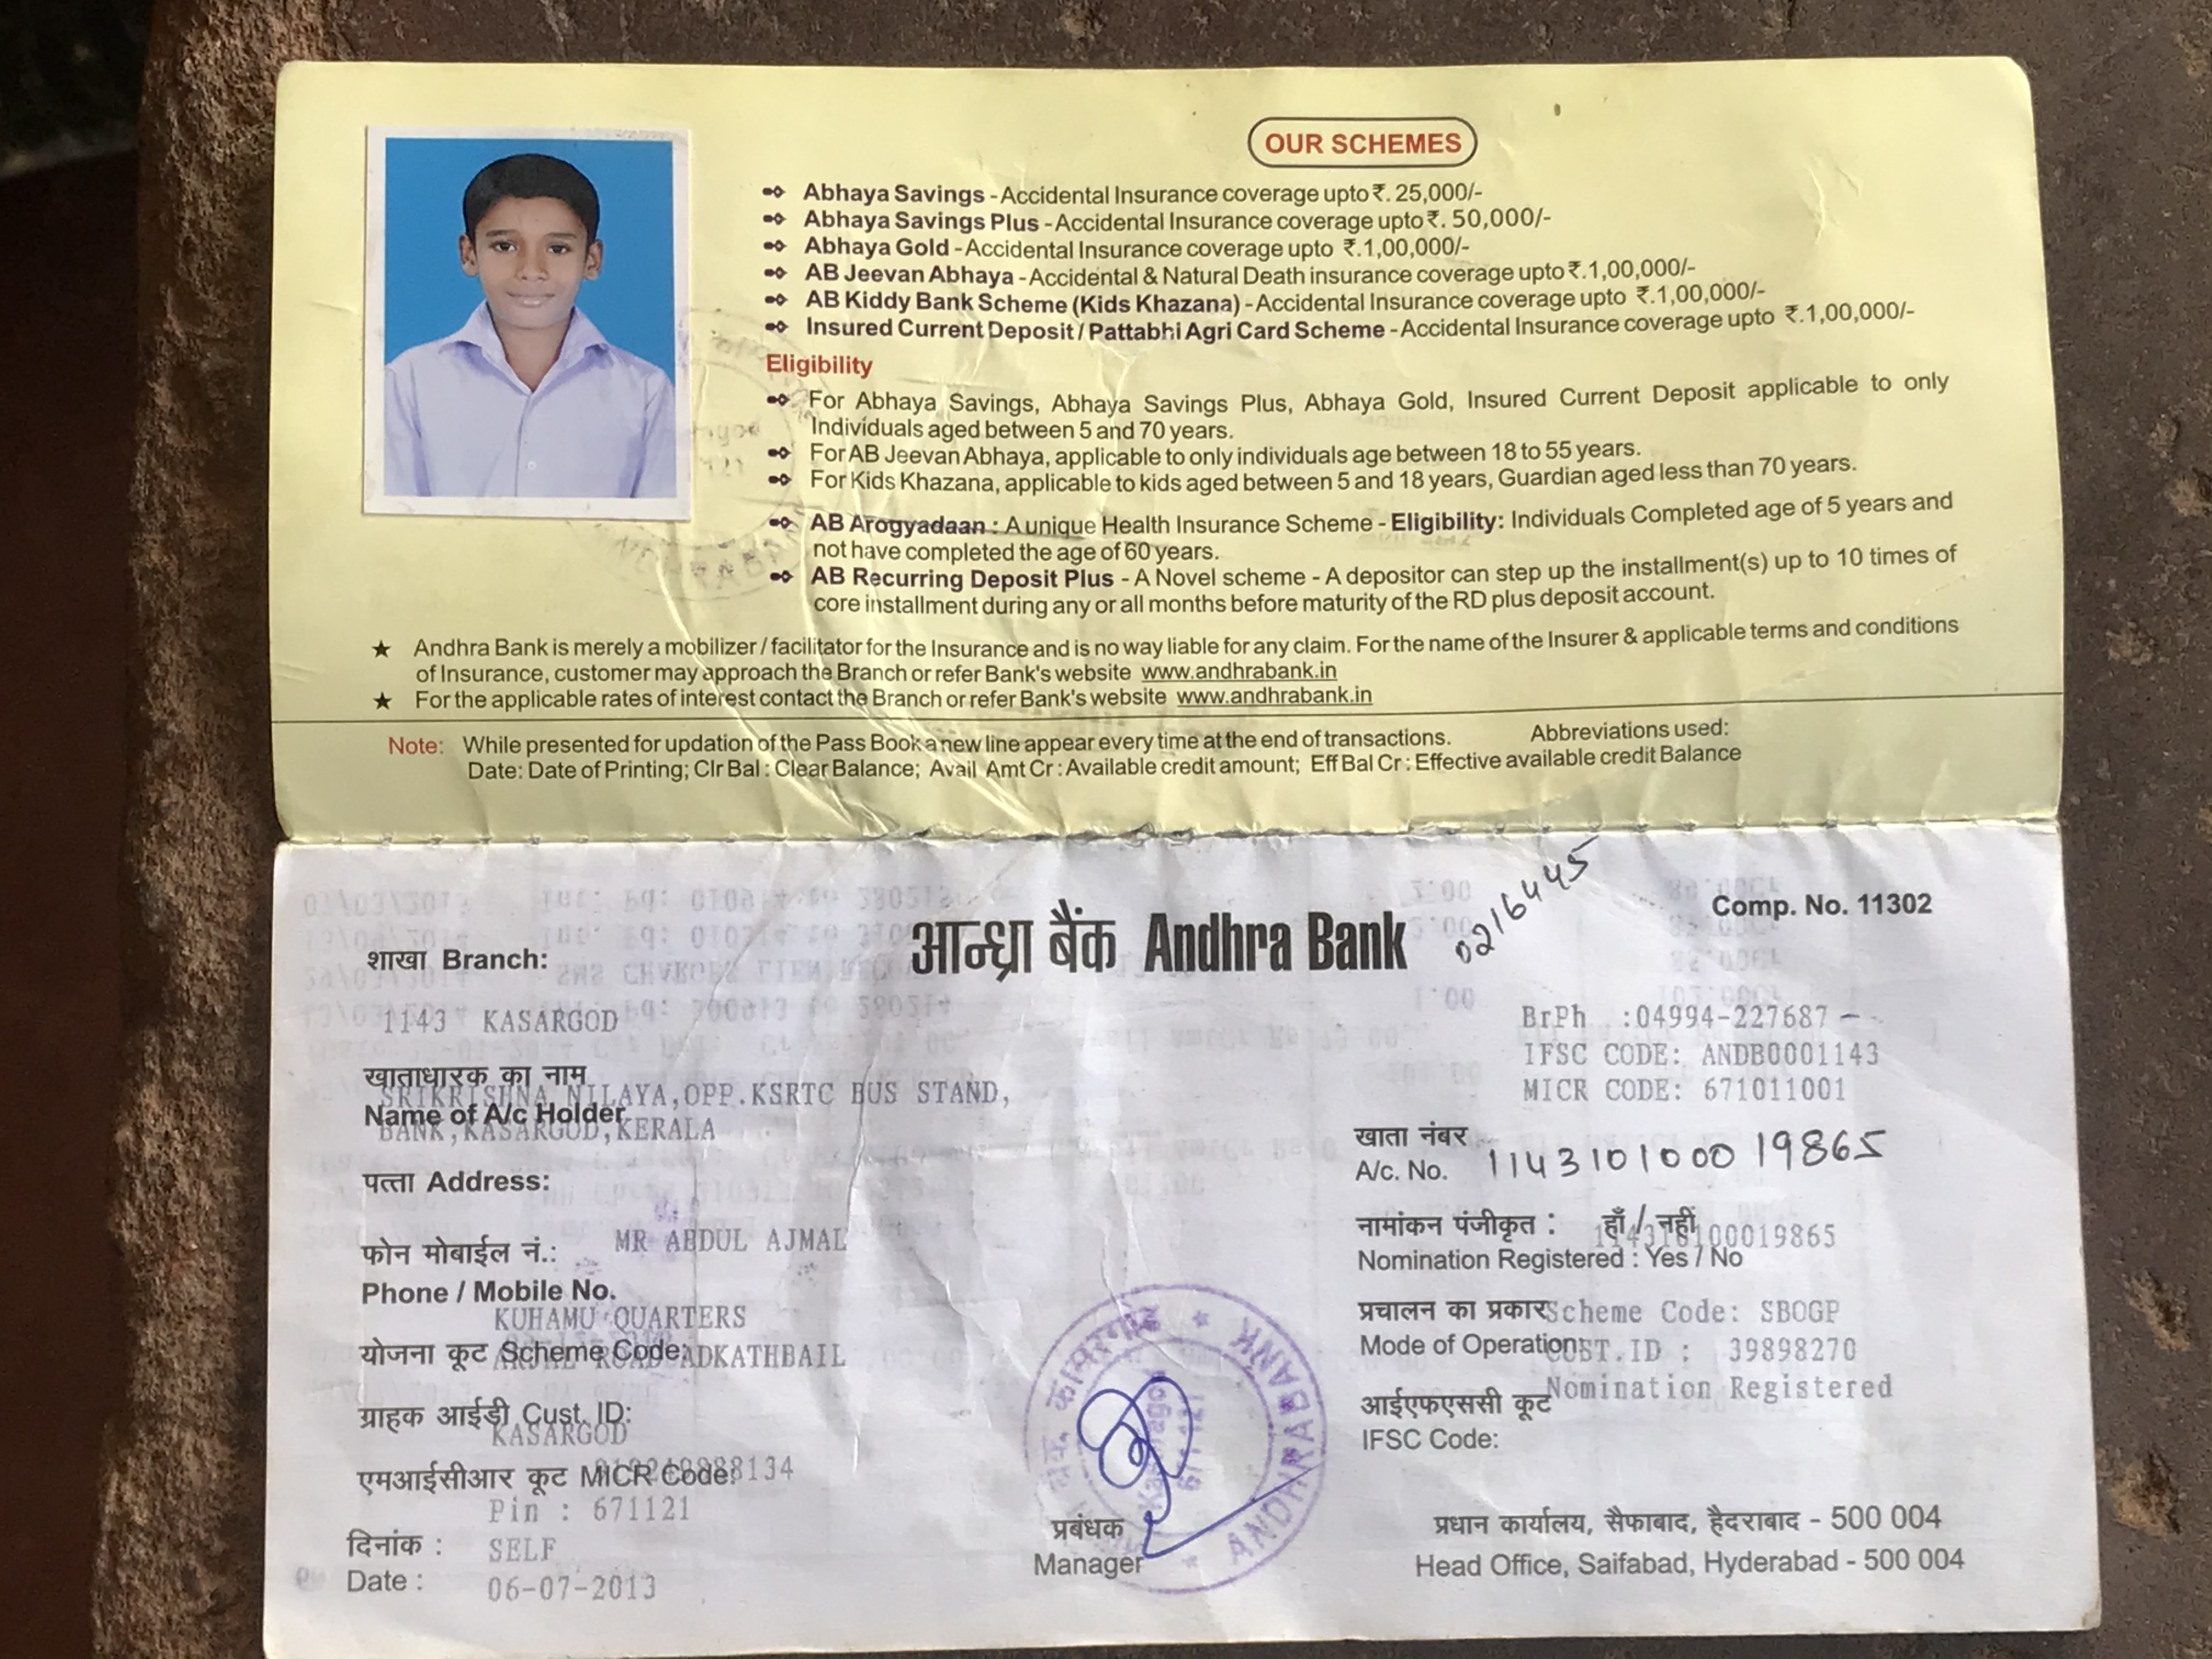 OUR SCHEMES
Abhaya Savings - Accidental Insurance coverage upto ₹. 25,000/-
Abhaya Savings Plus - Accidental Insurance coverage upto ₹. 50,000/-
Abhaya Gold - Accidental Insurance coverage upto ₹.1,00,000/-
AB Jeevan Abhaya - Accidental & Natural Death insurance coverage upto ₹.1,00,000/-
AB Kiddy Bank Scheme (Kids Khazana) - Accidental Insurance coverage upto ₹.1,00,000/-
Insured Current Deposit / Pattabhi Agri Card Scheme - Accidental Insurance coverage upto ₹.1,00,000/-
Eligibility
For Abhaya Savings, Abhaya Savings Plus, Abhaya Gold, Insured Current Deposit applicable to only
Individuals aged between 5 and 70 years.
For AB Jeevan Abhaya, applicable to only individuals age between 18 to 55 years.
For Kids Khazana, applicable to kids aged between 5 and 18 years, Guardian aged less than 70 years.
AB Arogyadaan : A unique Health Insurance Scheme - Eligibility: Individuals Completed age of 5 years and
not have completed the age of 60 years.
AB Recurring Deposit Plus - A Novel scheme - A depositor can step up the installment(s) up to 10 times of
core installment during any or all months before maturity of the RD plus deposit account.
★ Andhra Bank is merely a mobilizer / facilitator for the Insurance and is no way liable for any claim. For the name of the Insurer & applicable terms and conditions
of Insurance, customer may approach the Branch or refer Bank's website www.andhrabank.in
★ For the applicable rates of interest contact the Branch or refer Bank's website www.andhrabank.in
Note: While presented for updation of the Pass Book a new line appear every time at the end of transactions. Abbreviations used:
Date: Date of Printing; Clr Bal : Clear Balance; Avail Amt Cr : Available credit amount; Eff Bal Cr : Effective available credit Balance
0216445
Comp. No. 11302
आन्ध्रा बैंक Andhra Bank
शाखा Branch:
1143 KASARGOD
BrPh :04994-227687
IFSC CODE: ANDB0001143
MICR CODE: 671011001
खाताधारक का नाम
SRIKRISHNA NILAYA,OPP.KSRTC BUS STAND,
Name of A/c Holder
BANK,KASARGOD,KERALA
खाता नंबर
A/c. No. 114310100019865
पत्ता Address:
फोन मोबाईल नं.:
MR ABDUL AJMAL
नामांकन पंजीकृत : हाँ / नहीं
114310100019865
Nomination Registered : Yes / No
Phone / Mobile No.
KUHAMU QUARTERS
प्रचालन का प्रकार
Scheme Code: SBOGP
योजना कूट Scheme Code:
ADKATHBAIL
Mode of Operation
CUST.ID : 39898270
ग्राहक आईडी Cust. ID:
KASARGOD
आईएफएससी कूट
Nomination Registered
IFSC Code:
एमआईसीआर कूट MICR Code:
Pin : 671121
दिनांक :
SELF
Date :
06-07-2013
कासरगोड
Kasaragod
671 121
ANDHRABANK
प्रबंधक
Manager
प्रधान कार्यालय, सैफाबाद, हैदराबाद - 500 004
Head Office, Saifabad, Hyderabad - 500 004